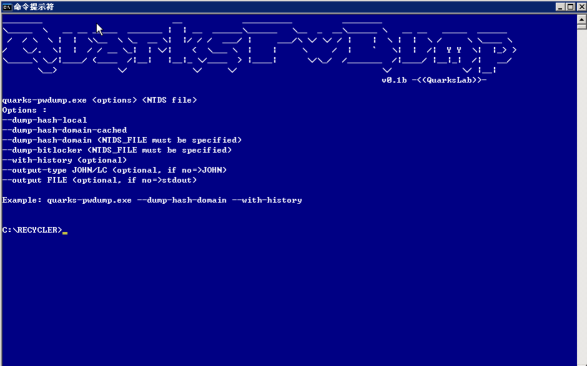 命令提示符
v0.1b -<(QuarksLab)>-
quarks-pwdump.exe <options> <NTDS file>
Options :
--dump-hash-local
--dump-hash-domain-cached
--dump-hash-domain (NTDS_FILE must be specified)
--dump-bitlocker (NTDS_FILE must be specified)
--with-history (optional)
--output-type JOHN/LC (optional, if no=>JOHN)
--output FILE (optional, if no=>stdout)
Example: quarks-pwdump.exe --dump-hash-domain --with-history
C:\RECYCLER>_